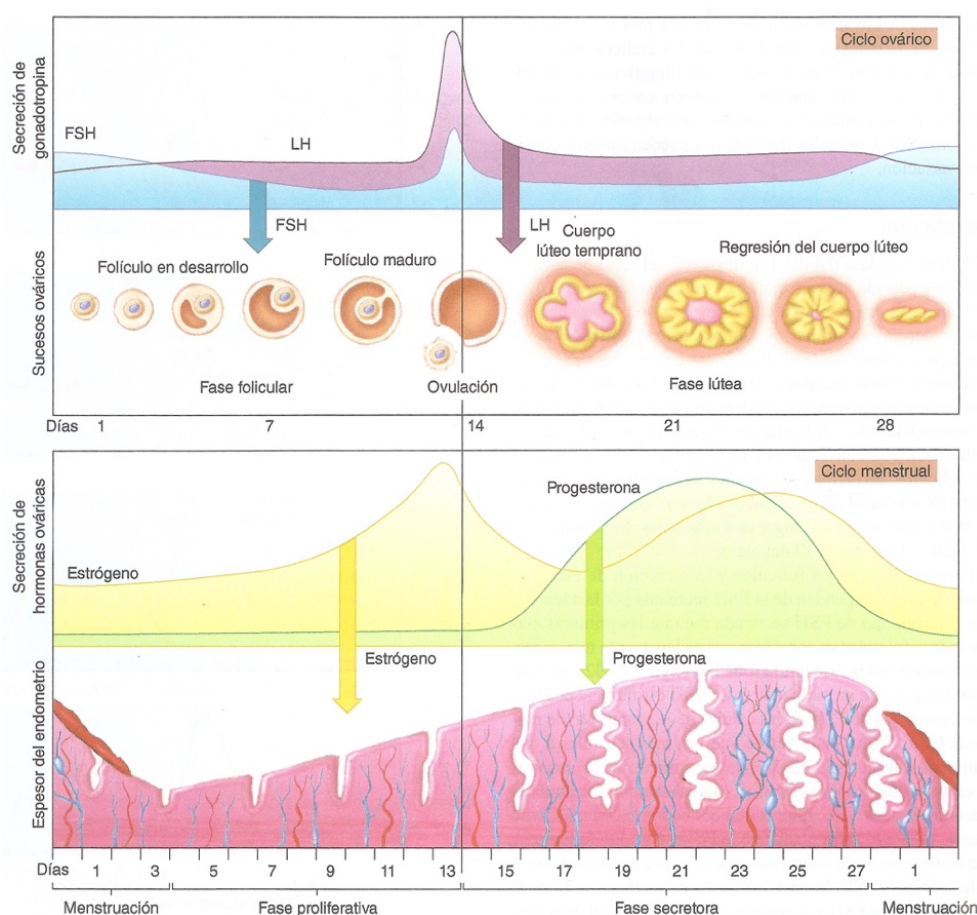 Ciclo ovárico
Secreción de
gonadotropina
FSH
LH
FSH
LH
Sucesos ováricos
Folículo en desarrollo
Folículo maduro
Cuerpo
lúteo temprano
Regresión del cuerpo lúteo
Fase folicular
Ovulación
Fase lútea
Días 1 7 14 21 28
Ciclo menstrual
Secreción de
hormonas ováricas
Estrógeno
Progesterona
Estrógeno
Progesterona
Espesor del endometrio
Días 1 3 5 7 9 11 13 15 17 19 21 23 25 27 1
Menstruación Fase proliferativa Fase secretora Menstruación